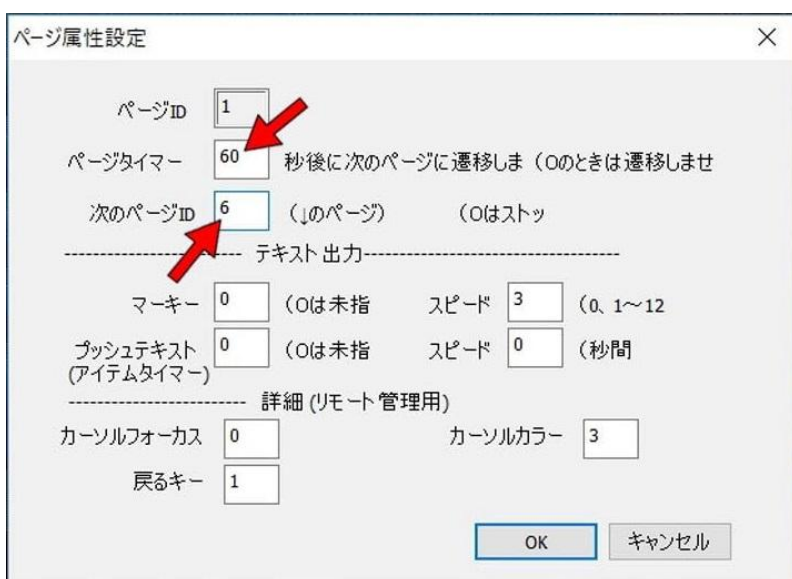 ページ属性設定
ページID 1
ページタイマー 60 秒後に次のページに遷移しま (0のときは遷移しませ
次のページID 6 (↓のページ) (0はストッ
------------------------- テキスト出力------------------------------------
マーキー 0 (0は未指 スピード 3 (0、1～12
プッシュテキスト 0 (0は未指 スピード 0 (秒間
(アイテムタイマー)
------------------------- 詳細 (リモート管理用)
カーソルフォーカス 0 カーソルカラー 3
戻るキー 1
OK キャンセル